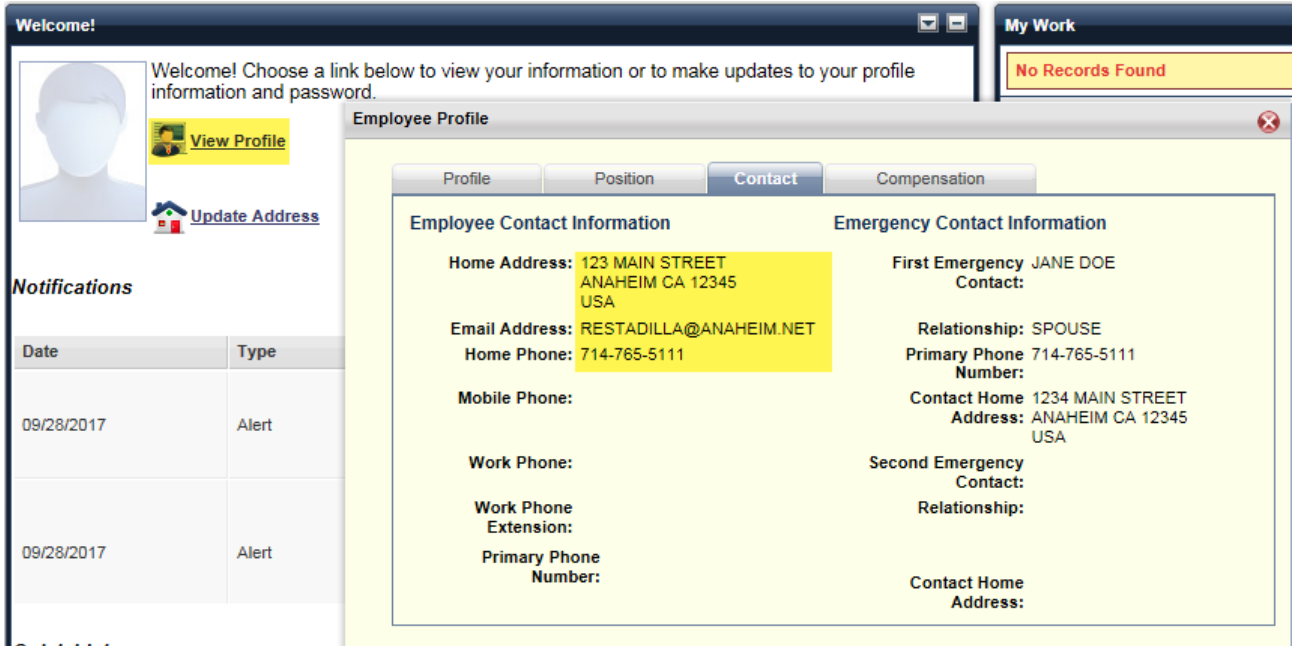 Welcome!
Welcome! Choose a link below to view your information or to make updates to your profile
information and password.
View Profile
Update Address
Notifications
Date Type
09/28/2017 Alert
09/28/2017 Alert
My Work
No Records Found
Employee Profile
Profile Position Contact Compensation
Employee Contact Information
Home Address: 123 MAIN STREET
ANAHEIM CA 12345
USA
Email Address: RESTADILLA@ANAHEIM.NET
Home Phone: 714-765-5111
Mobile Phone:
Work Phone:
Work Phone
Extension:
Primary Phone
Number:
Emergency Contact Information
First Emergency JANE DOE
Contact:
Relationship: SPOUSE
Primary Phone 714-765-5111
Number:
Contact Home 1234 MAIN STREET
Address: ANAHEIM CA 12345
USA
Second Emergency
Contact:
Relationship:
Contact Home
Address: